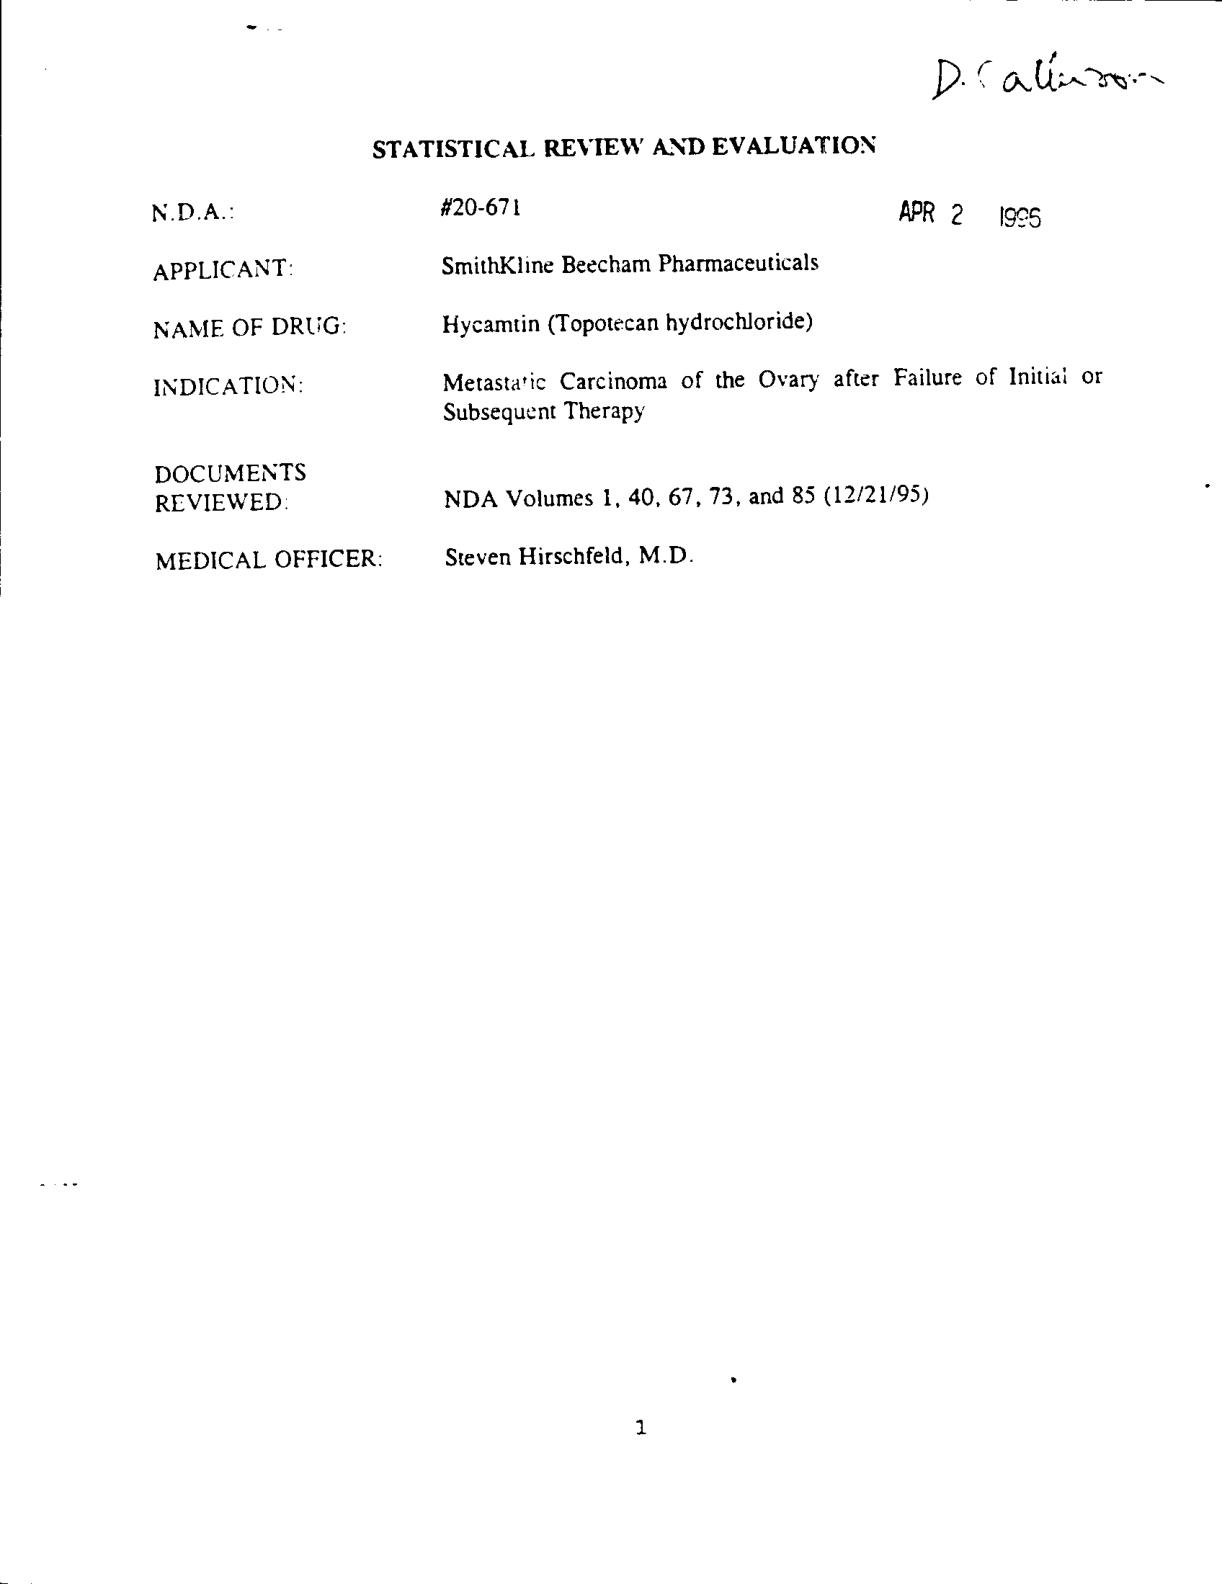 STATISTICAL REVIEW AND EVALUATION
N.D.A.: #20-671 APR 2 1996
APPLICANT: SmithKline Beecham Pharmaceuticals
NAME OF DRUG: Hycamtin (Topotecan hydrochloride)
INDICATION: Metastatic Carcinoma of the Ovary after Failure of Initial or
Subsequent Therapy
DOCUMENTS
REVIEWED: NDA Volumes 1, 40, 67, 73, and 85 (12/21/95)
MEDICAL OFFICER: Steven Hirschfeld, M.D.
1